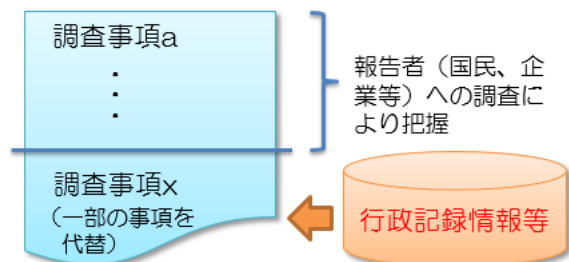 調査事項a
・
・
・
報告者（国民、企
業等）への調査に
より把握
調査事項x
（一部の事項を
代替）
行政記録情報等